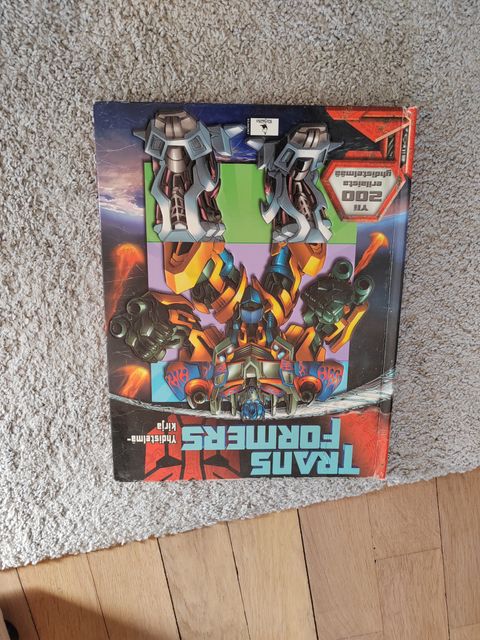 TRANS
FORMERS
Yhdistelmä-
kirja
Yli
200
erilaista
yhdistelmää